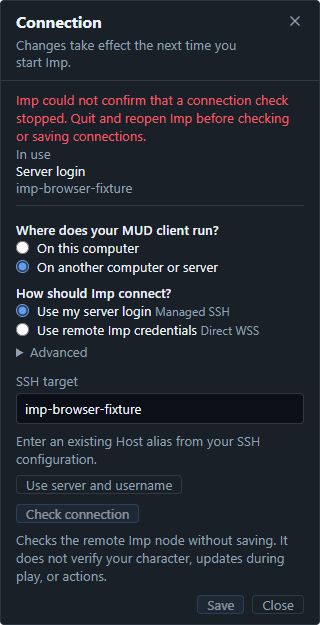 Connection
Changes take effect the next time you
start Imp.
Imp could not confirm that a connection check
stopped. Quit and reopen Imp before checking
or saving connections.
In use
Server login
imp-browser-fixture
Where does your MUD client run?
On this computer
On another computer or server
How should Imp connect?
Use my server login Managed SSH
Use remote Imp credentials Direct WSS
Advanced
SSH target
imp-browser-fixture
Enter an existing Host alias from your SSH
configuration.
Use server and username
Check connection
Checks the remote Imp node without saving. It
does not verify your character, updates during
play, or actions.
Save Close